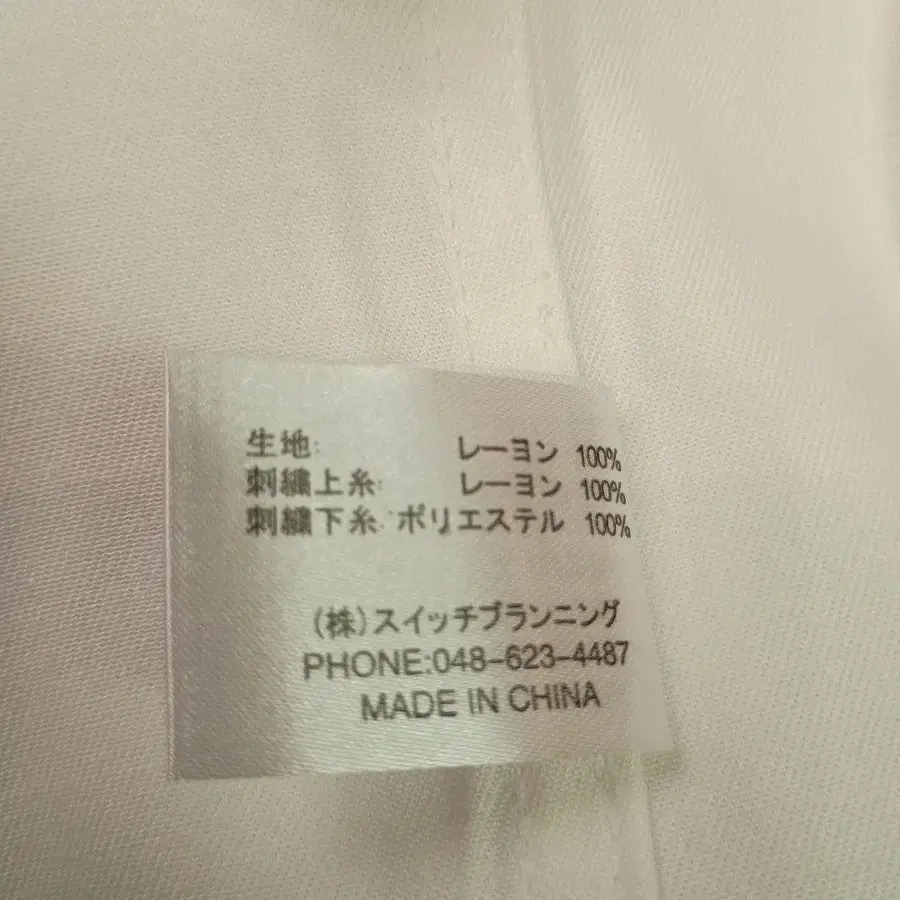 生地: レーヨン 100%
刺繍上糸: レーヨン 100%
刺繍下糸: ポリエステル 100%
(株)スイッチブランニング
PHONE:048-623-4487
MADE IN CHINA